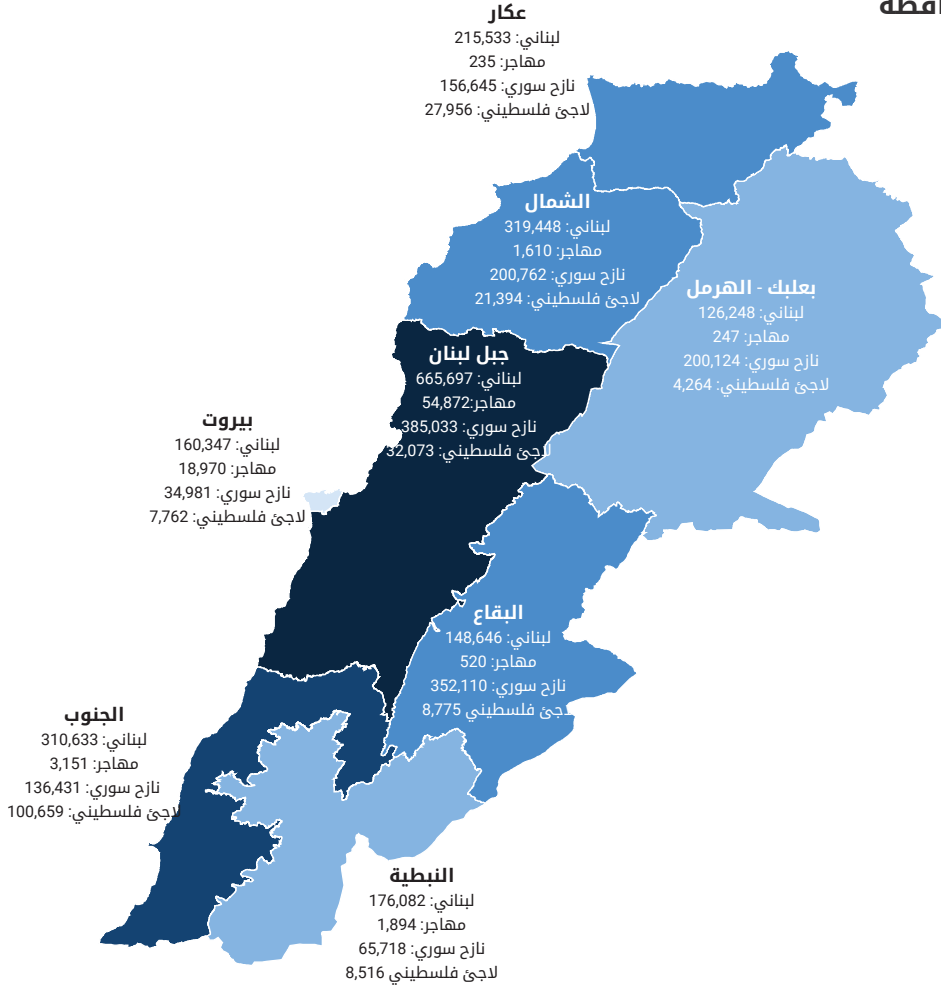 عكار
لبناني: 215,533
مهاجر: 235
نازح سوري: 156,645
لاجئ فلسطيني: 27,956
الشمال
لبناني: 319,448
مهاجر: 1,610
نازح سوري: 200,762
لاجئ فلسطيني: 21,394
بعلبك - الهرمل
لبناني: 126,248
مهاجر: 247
نازح سوري: 200,124
لاجئ فلسطيني: 4,264
جبل لبنان
لبناني: 665,697
مهاجر:54,872
نازح سوري: 385,033
لاجئ فلسطيني: 32,073
بيروت
لبناني: 160,347
مهاجر: 18,970
نازح سوري: 34,981
لاجئ فلسطيني: 7,762
البقاع
لبناني: 148,646
مهاجر: 520
نازح سوري: 352,110
لاجئ فلسطيني 8,775
الجنوب
لبناني: 310,633
مهاجر: 3,151
نازح سوري: 136,431
لاجئ فلسطيني: 100,659
النبطية
لبناني: 176,082
مهاجر: 1,894
نازح سوري: 65,718
لاجئ فلسطيني 8,516